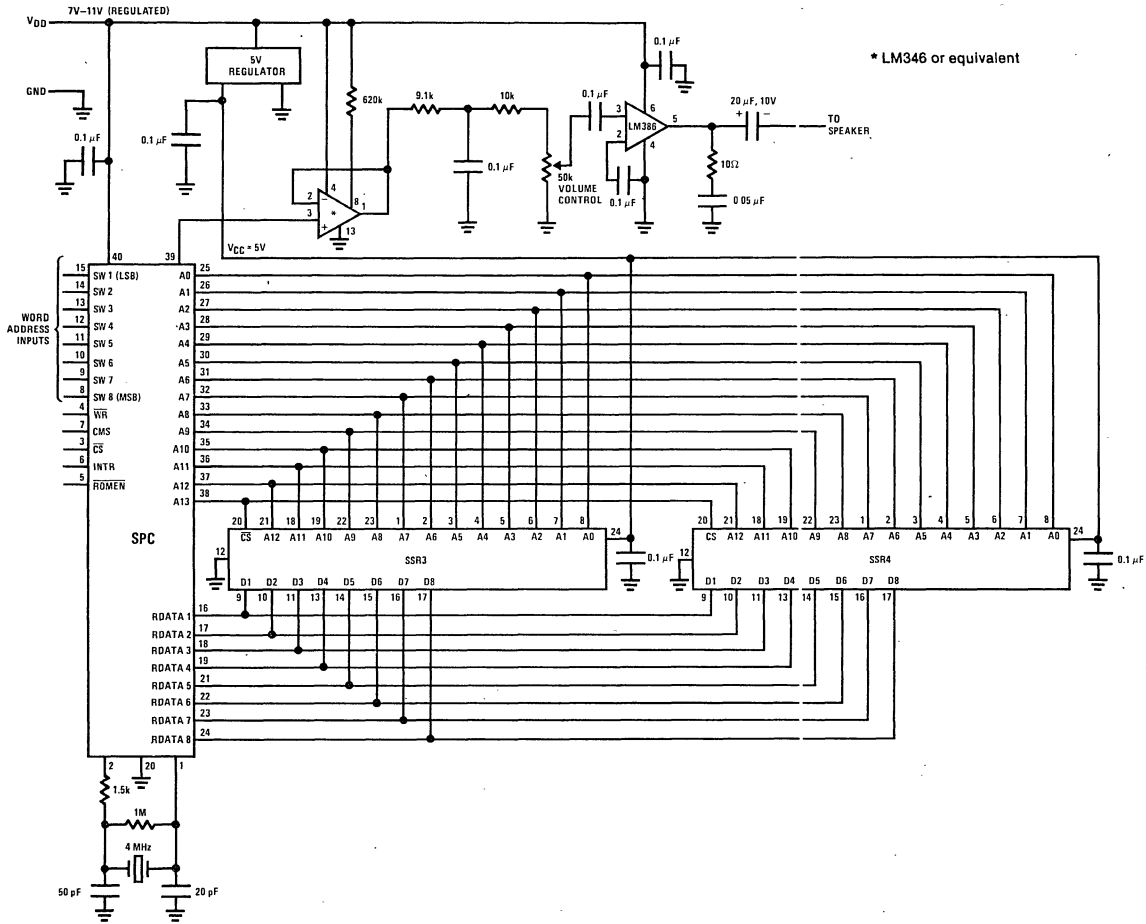 7V–11V (REGULATED)
VDD
5V
REGULATOR
GND
0.1 µF
0.1 µF
620k
9.1k
10k
0.1 µF
50k
VOLUME
CONTROL
0.1 µF
0.1 µF
* LM346 or equivalent
3
2
LM386
6
5
4
0.1 µF
20 µF, 10V
+ −
TO
SPEAKER
10Ω
0.05 µF
2
3
−
*
+
4
8
1
13
VCC = 5V
40
39
WORD
ADDRESS
INPUTS
15 SW 1 (LSB) A0 25
14 SW 2 A1 26
13 SW 3 A2 27
12 SW 4 A3 28
11 SW 5 A4 29
10 SW 6 A5 30
9 SW 7 A6 31
8 SW 8 (MSB) A7 32
4 WR A8 33
7 CMS A9 34
3 CS A10 35
6 INTR A11 36
5 ROMEN A12 37
A13 38
SPC
20 21 18 19 22 23 1 2 3 4 5 6 7 8
CS A12 A11 A10 A9 A8 A7 A6 A5 A4 A3 A2 A1 A0
12
24
SSR3
0.1 µF
D1 D2 D3 D4 D5 D6 D7 D8
9 10 11 13 14 15 16 17
20 21 18 19 22 23 1 2 3 4 5 6 7 8
CS A12 A11 A10 A9 A8 A7 A6 A5 A4 A3 A2 A1 A0
12
24
SSR4
0.1 µF
D1 D2 D3 D4 D5 D6 D7 D8
9 10 11 13 14 15 16 17
RDATA 1 16
RDATA 2 17
RDATA 3 18
RDATA 4 19
RDATA 5 21
RDATA 6 22
RDATA 7 23
RDATA 8 24
2
20
1
1.5k
1M
4 MHz
50 pF
20 pF